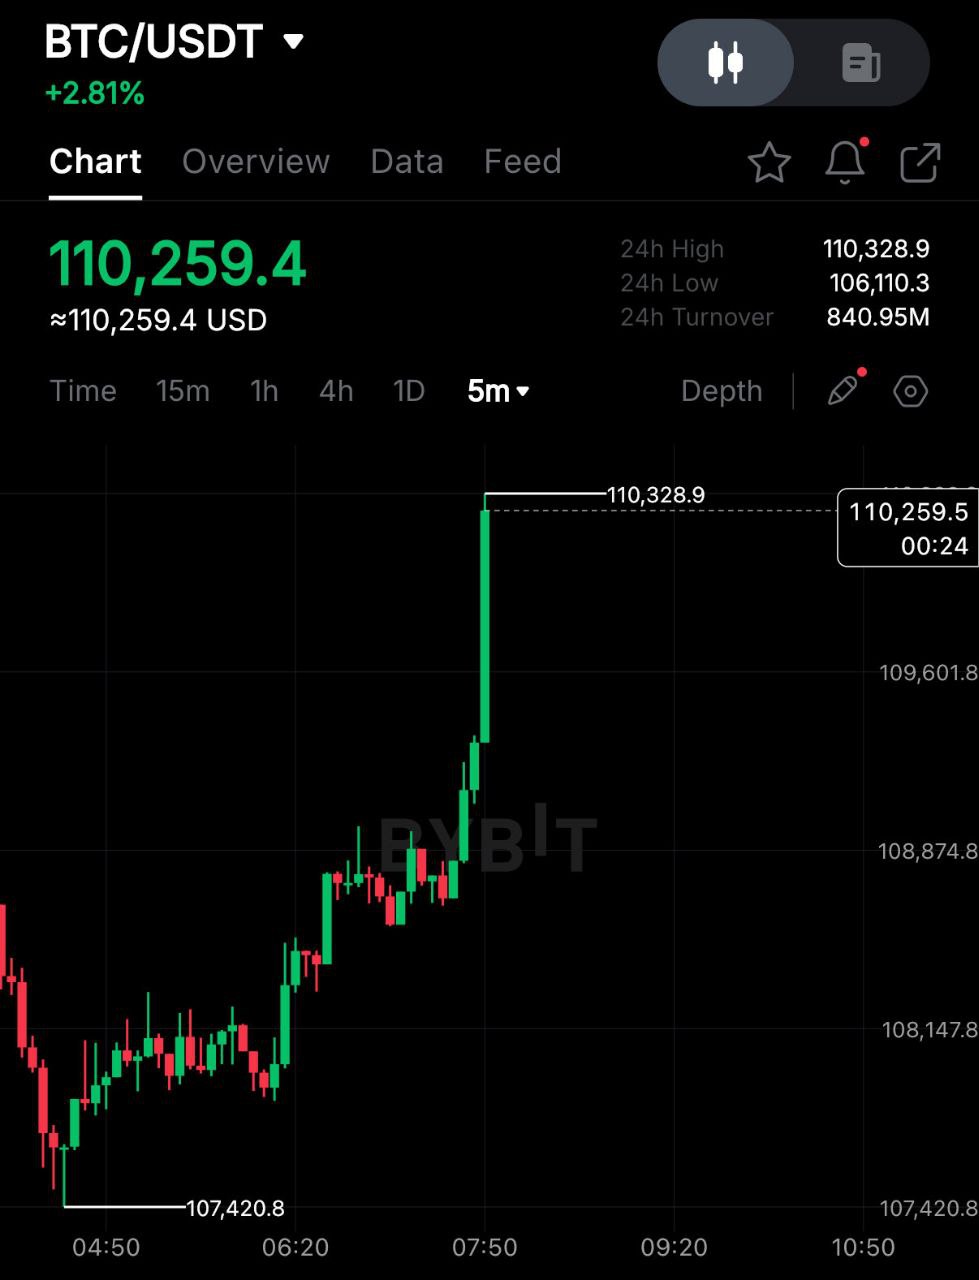 BTC/USDT
+2.81%
Chart Overview Data Feed
110,259.4
≈110,259.4 USD
24h High 110,328.9
24h Low 106,110.3
24h Turnover 840.95M
Time 15m 1h 4h 1D 5m Depth
110,328.9
110,259.5
00:24
109,601.8
BYBIT
108,874.8
108,147.8
107,420.8
107,420.8
04:50 06:20 07:50 09:20 10:50